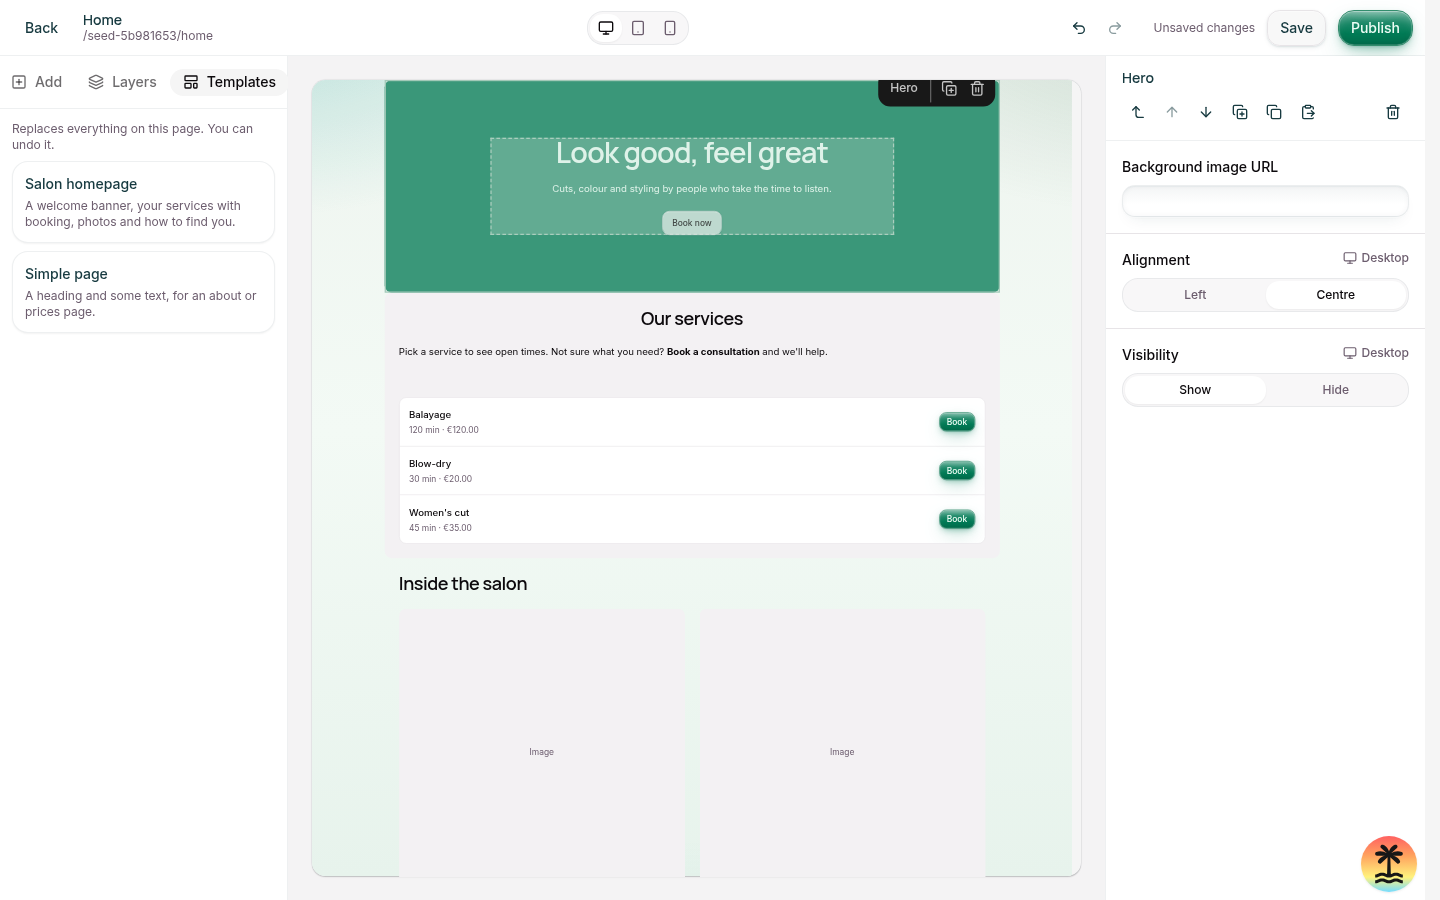 Back
Home
/seed-5b981653/home
Unsaved changes
Save
Publish
Add
Layers
Templates
Replaces everything on this page. You can
undo it.
Salon homepage
A welcome banner, your services with
booking, photos and how to find you.
Simple page
A heading and some text, for an about or
prices page.
Hero
Look good, feel great
Cuts, colour and styling by people who take the time to listen.
Book now
Our services
Pick a service to see open times. Not sure what you need? Book a consultation and we'll help.
Balayage
120 min · €120.00
Book
Blow-dry
30 min · €20.00
Book
Women's cut
45 min · €35.00
Book
Inside the salon
Image
Image
Hero
Background image URL
Alignment
Desktop
Left
Centre
Visibility
Desktop
Show
Hide